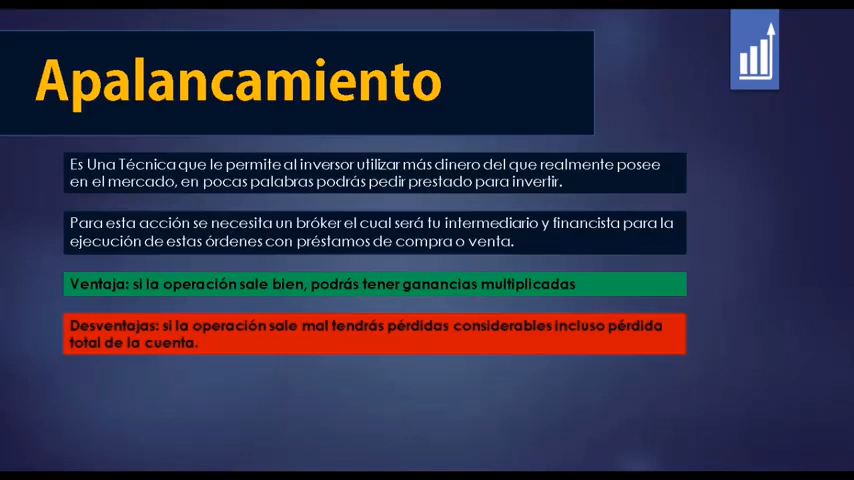 Apalancamiento
Es Una Técnica que le permite al inversor utilizar más dinero del que realmente posee
en el mercado, en pocas palabras podrás pedir prestado para invertir.
Para esta acción se necesita un bróker el cual será tu intermediario y financista para la
ejecución de estas órdenes con préstamos de compra o venta.
Ventaja: si la operación sale bien, podrás tener ganancias multiplicadas
Desventajas: si la operación sale mal tendrás pérdidas considerables incluso pérdida
total de la cuenta.